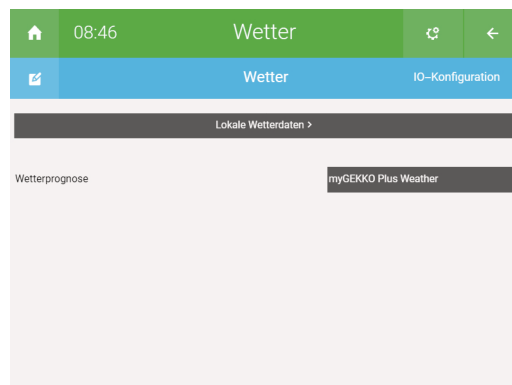 08:46 Wetter
Wetter IO-Konfiguration
Lokale Wetterdaten >
Wetterprognose myGEKKO Plus Weather